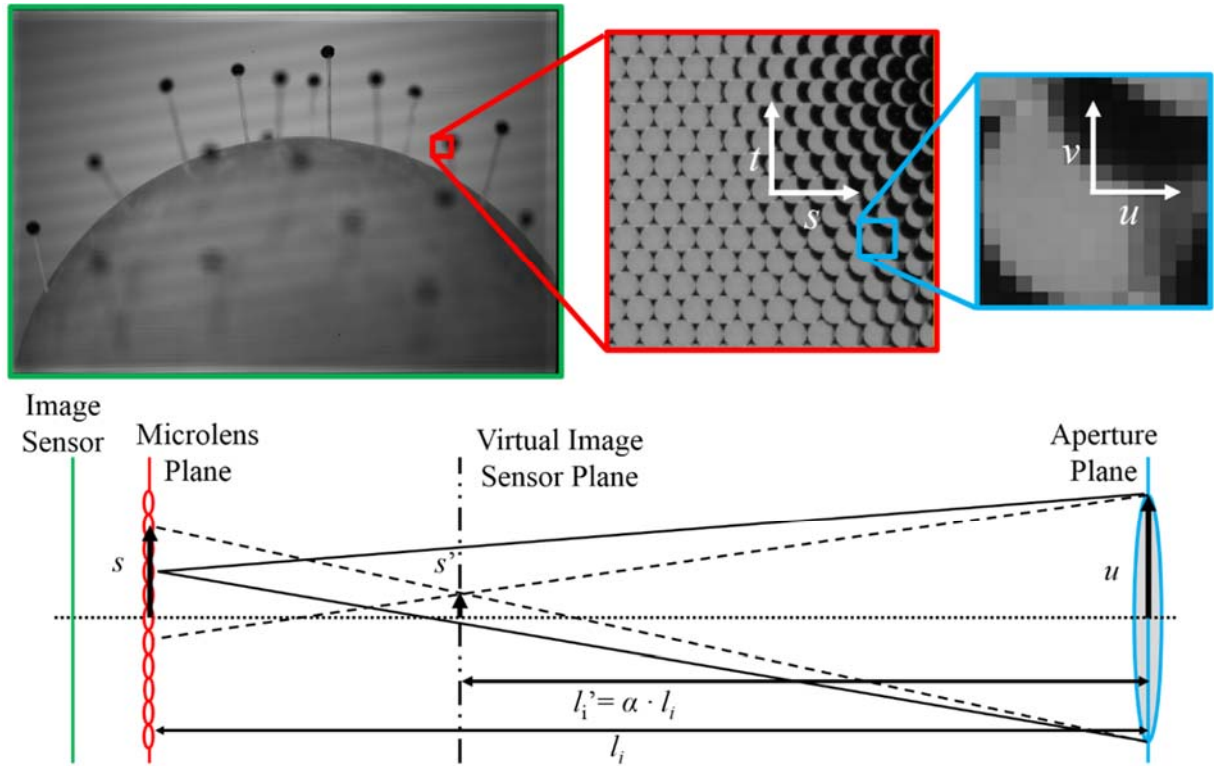 t
s
v
u
Image
Sensor
Microlens
Plane
Virtual Image
Sensor Plane
Aperture
Plane
s
s’
u
l_i’= α · l_i
l_i